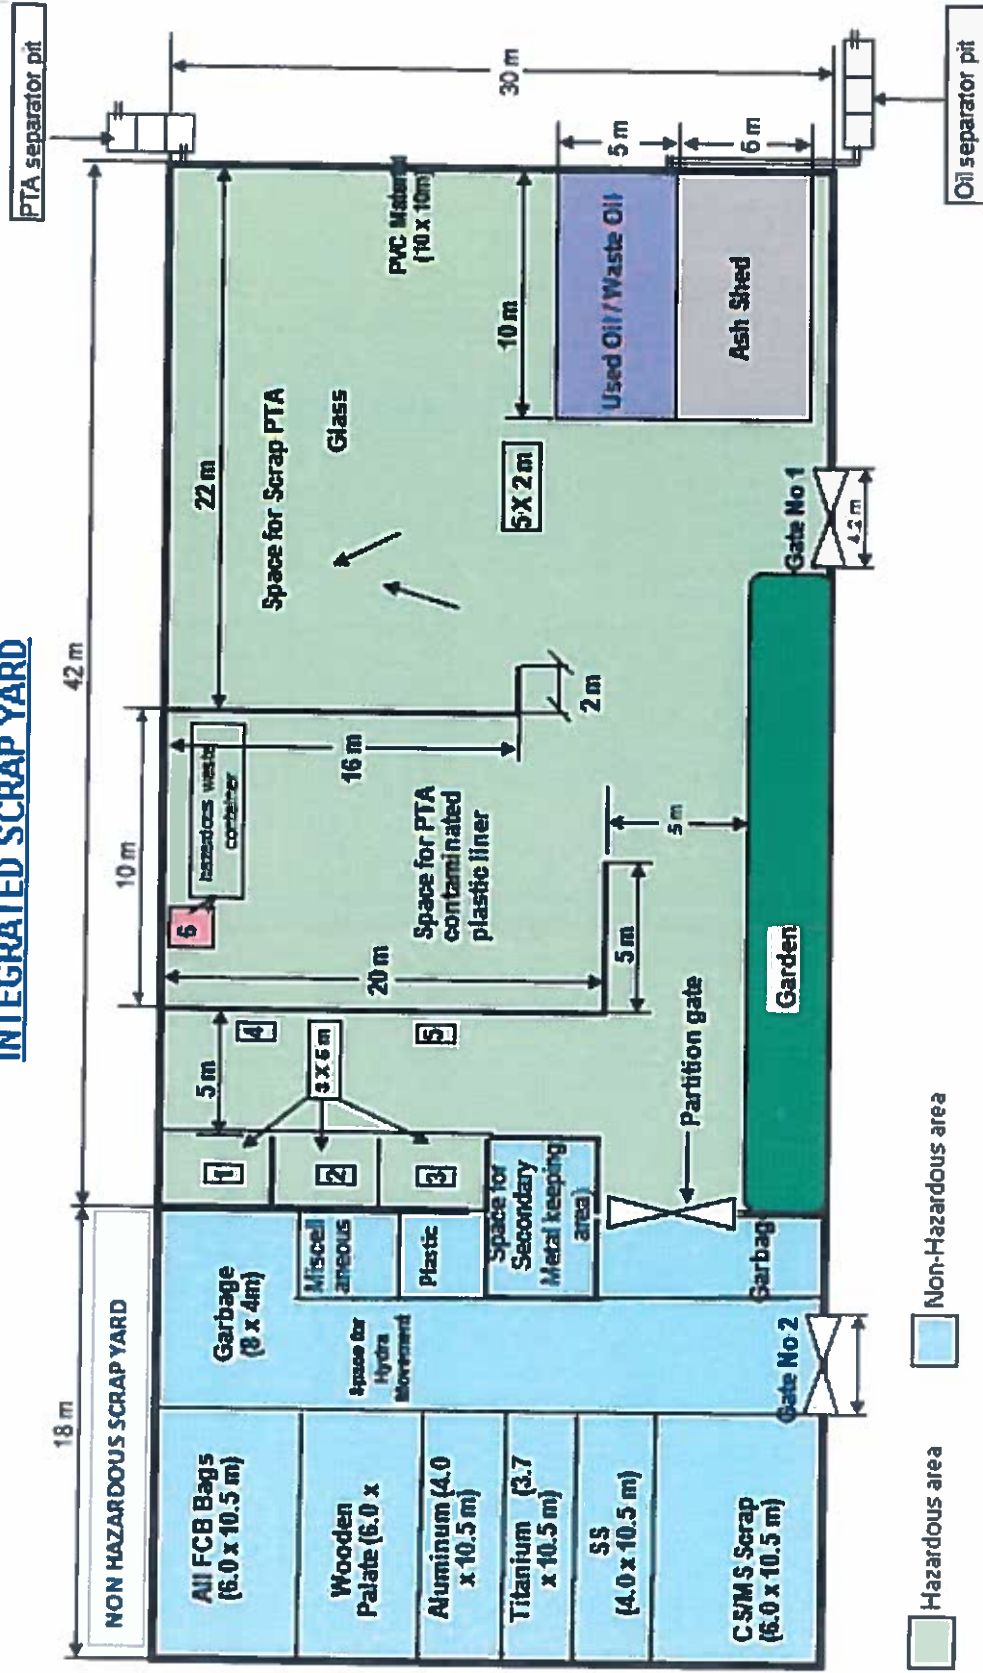 INTEGRATED SCRAP YARD
PTA separator pit
42 m
18 m
NON HAZARDOUS SCRAP YARD
10 m
22 m
30 m
All FCB Bags
(6.0 x 10.5 m)
Garbage
(8 x 4m)
1
5 m
4
6
hazardous waste
container
Space for Scrap PTA
Glass
PVC Material
(10 x 10m)
Wooden
Palate (6.0 x
Space for
Hydra
Movement
Miscell
aneous
2
3 X 6 m
20 m
16 m
Aluminum (4.0
x 10.5 m)
Plastic
3
5
Space for PTA
contaminated
plastic liner
5 X 2 m
10 m
Titanium (3.7
x 10.5 m)
Space for
Secondary
Metal keeping
area)
2 m
Used Oil / Waste Oil
5 m
SS
(4.0 x 10.5 m)
5 m
5 m
Partition gate
Ash Shed
6 m
CS/MS Scrap
(6.0 x 10.5 m)
Garbag
Garden
Gate No 2
Gate No 1
4.2 m
Oil separator pit
Hazardous area
Non-Hazardous area